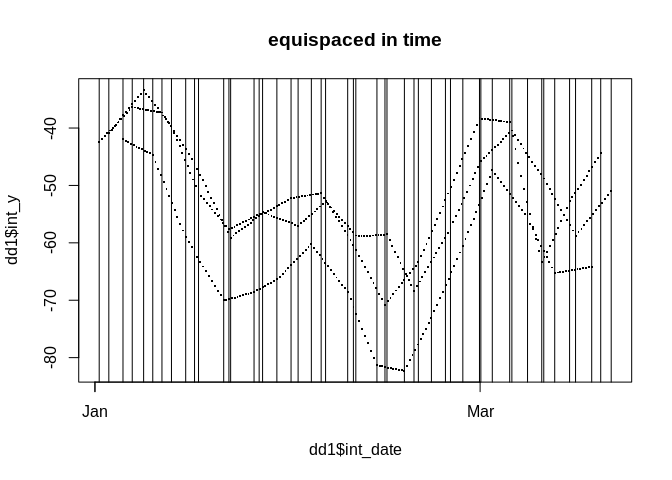 equispaced in time
dd1$int_y
-40
-50
-60
-70
-80
Jan
Mar
dd1$int_date